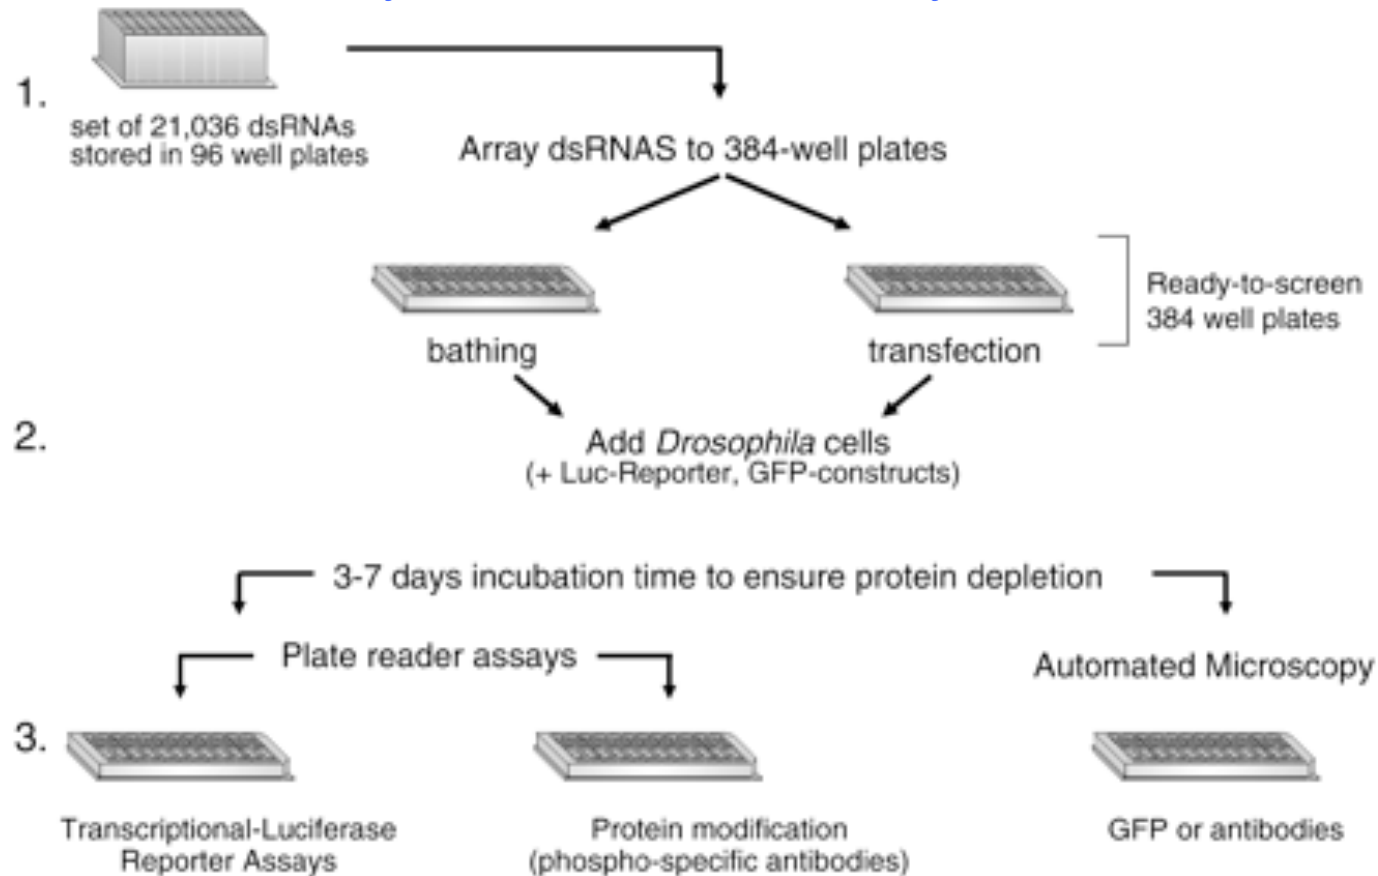 1.
set of 21,036 dsRNAs
stored in 96 well plates
Array dsRNAS to 384-well plates
bathing
transfection
Ready-to-screen
384 well plates
2.
Add Drosophila cells
(+ Luc-Reporter, GFP-constructs)
3-7 days incubation time to ensure protein depletion
Plate reader assays
Automated Microscopy
3.
Transcriptional-Luciferase
Reporter Assays
Protein modification
(phospho-specific antibodies)
GFP or antibodies